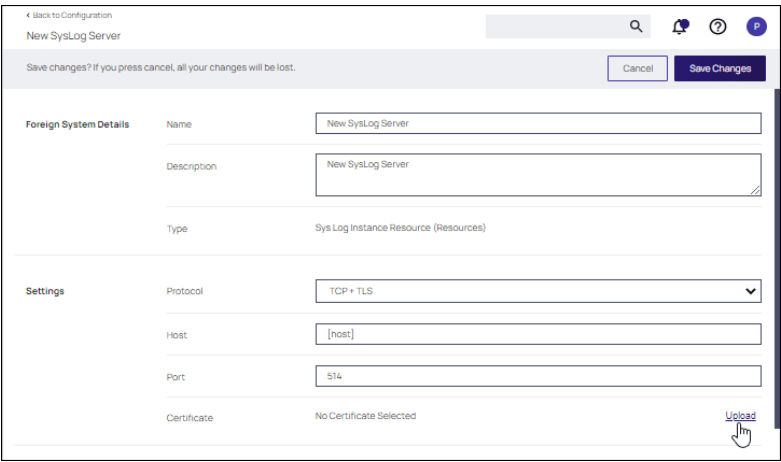 Back to Configuration
New SysLog Server
P
Save changes? If you press cancel, all your changes will be lost.
Cancel
Save Changes
Foreign System Details
Name
New SysLog Server
Description
New SysLog Server
Type
Sys Log Instance Resource (Resources)
Settings
Protocol
TCP + TLS
Host
[host]
Port
514
Certificate
No Certificate Selected
Upload